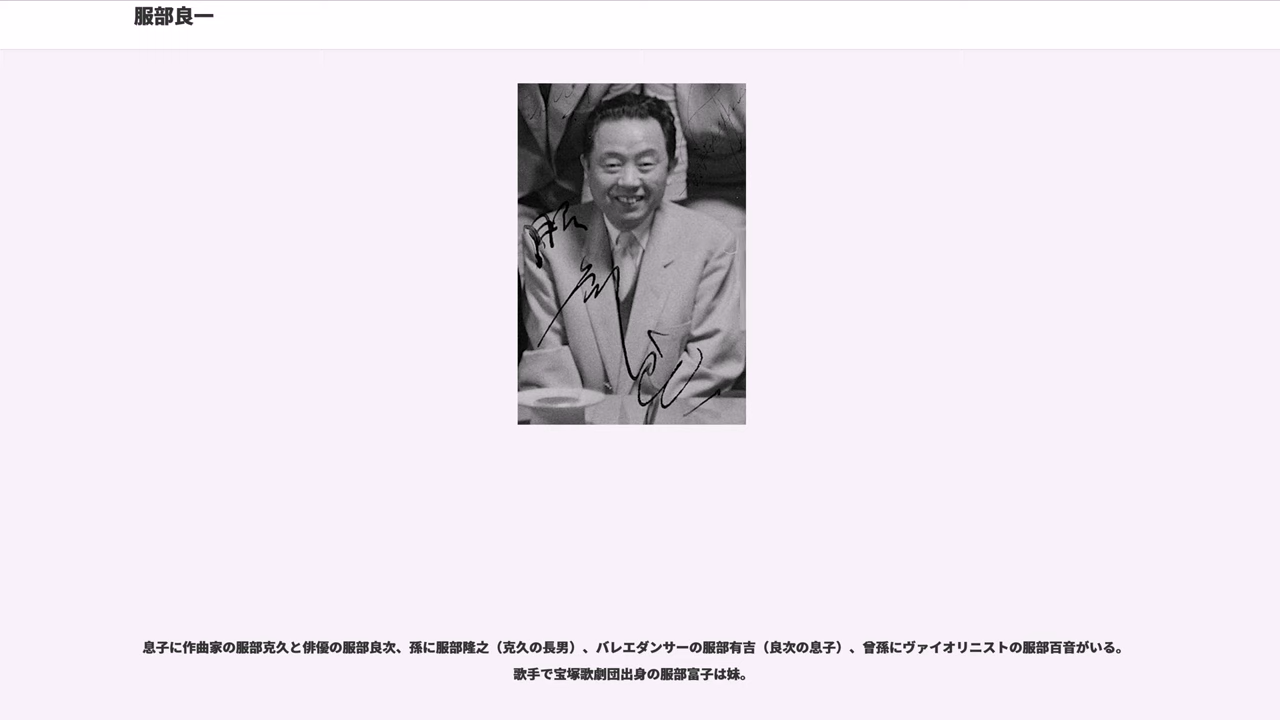 服部良一
服部良一
息子に作曲家の服部克久と俳優の服部良次、孫に服部隆之（克久の長男）、バレエダンサーの服部有吉（良次の息子）、曾孫にヴァイオリニストの服部百音がいる。
歌手で宝塚歌劇団出身の服部富子は妹。